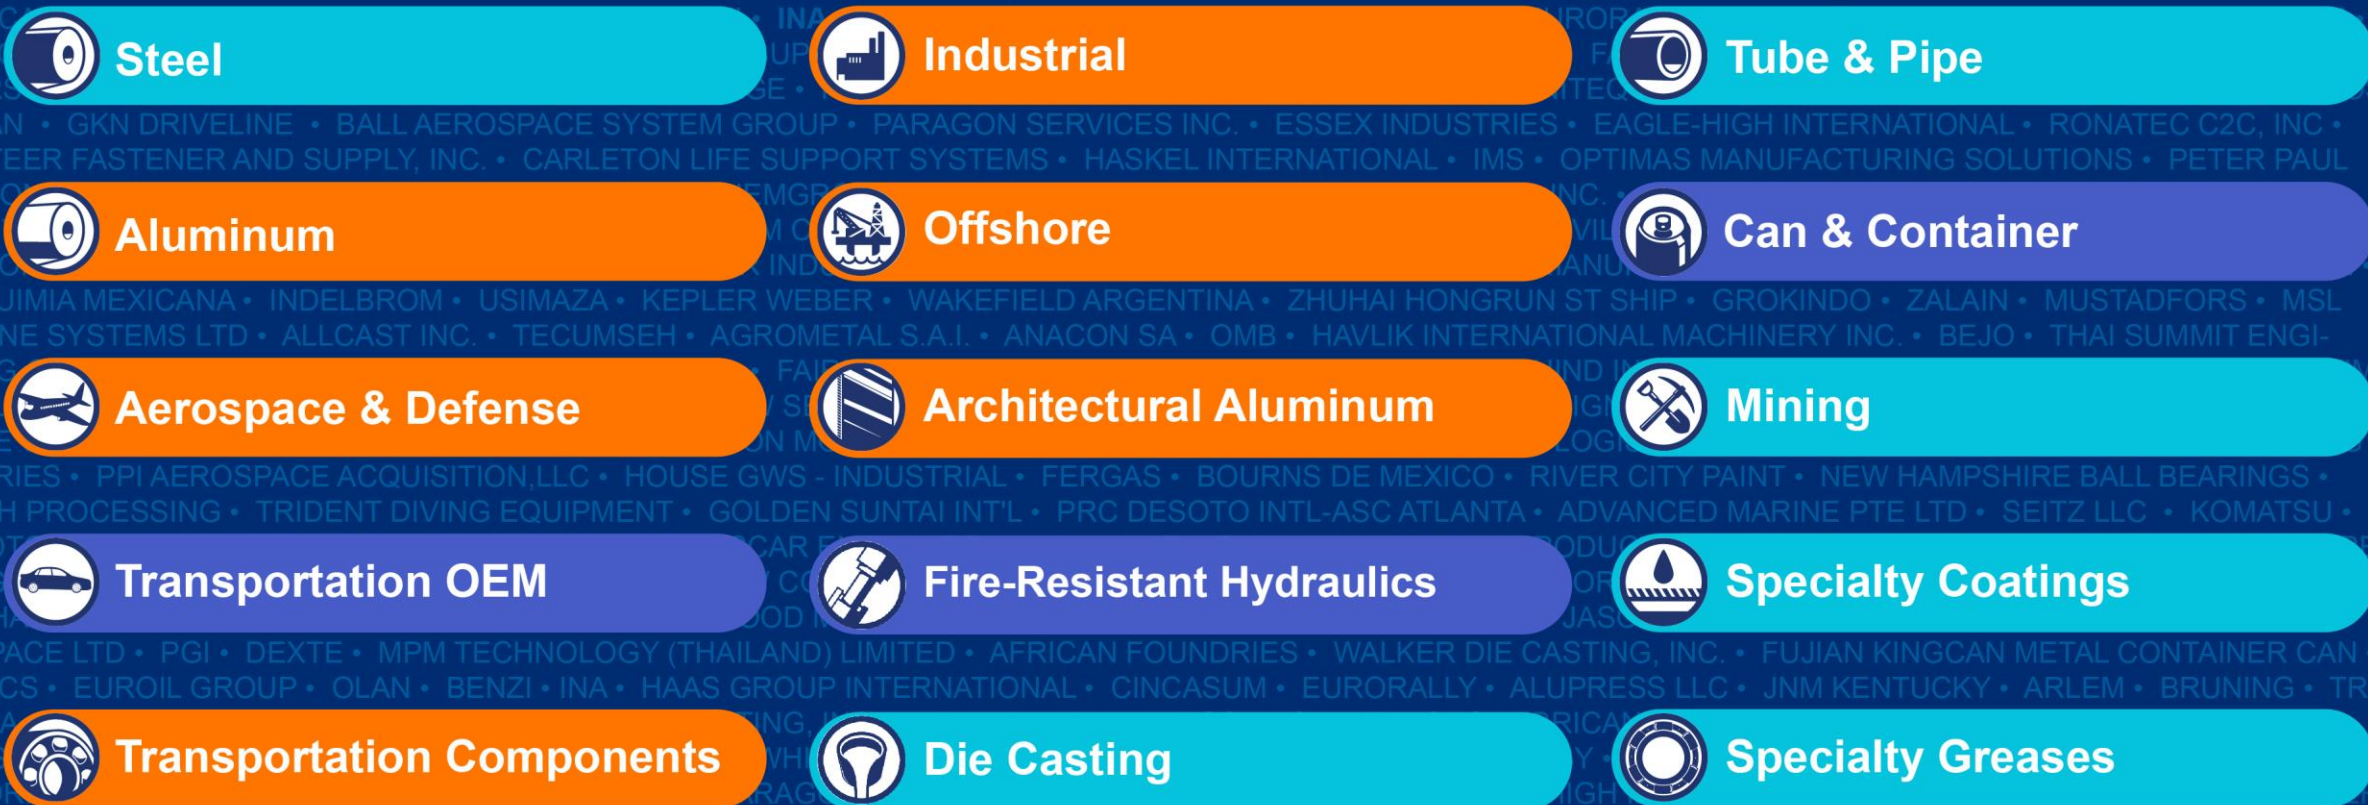 Steel
Industrial
Tube & Pipe
N • GKN DRIVELINE • BALL AEROSPACE SYSTEM GROUP • PARAGON SERVICES INC. • ESSEX INDUSTRIES • EAGLE-HIGH INTERNATIONAL • RONATEC C2C, INC •
EER FASTENER AND SUPPLY, INC. • CARLETON LIFE SUPPORT SYSTEMS • HASKEL INTERNATIONAL • IMS • OPTIMAS MANUFACTURING SOLUTIONS • PETER PAUL
Aluminum
Offshore
Can & Container
UIMIA MEXICANA • INDELBROM • USIMAZA • KEPLER WEBER • WAKEFIELD ARGENTINA • ZHUHAI HONGRUN ST SHIP • GROKINDO • ZALAIN • MUSTADFORS • MSL
NE SYSTEMS LTD • ALLCAST INC. • TECUMSEH • AGROMETAL S.A.I. • ANACON SA • OMB • HAVLIK INTERNATIONAL MACHINERY INC. • BEJO • THAI SUMMIT ENGI-
Aerospace & Defense
Architectural Aluminum
Mining
RIES • PPI AEROSPACE ACQUISITION,LLC • HOUSE GWS - INDUSTRIAL • FERGAS • BOURNS DE MEXICO • RIVER CITY PAINT • NEW HAMPSHIRE BALL BEARINGS •
H PROCESSING • TRIDENT DIVING EQUIPMENT • GOLDEN SUNTAI INT'L • PRC DESOTO INTL-ASC ATLANTA • ADVANCED MARINE PTE LTD • SEITZ LLC • KOMATSU •
Transportation OEM
Fire-Resistant Hydraulics
Specialty Coatings
PACE LTD • PGI • DEXTE • MPM TECHNOLOGY (THAILAND) LIMITED • AFRICAN FOUNDRIES • WALKER DIE CASTING, INC. • FUJIAN KINGCAN METAL CONTAINER CAN
CS • EUROIL GROUP • OLAN • BENZI • INA • HAAS GROUP INTERNATIONAL • CINCASUM • EURORALLY • ALUPRESS LLC • JNM KENTUCKY • ARLEM • BRUNING • TR
Transportation Components
Die Casting
Specialty Greases